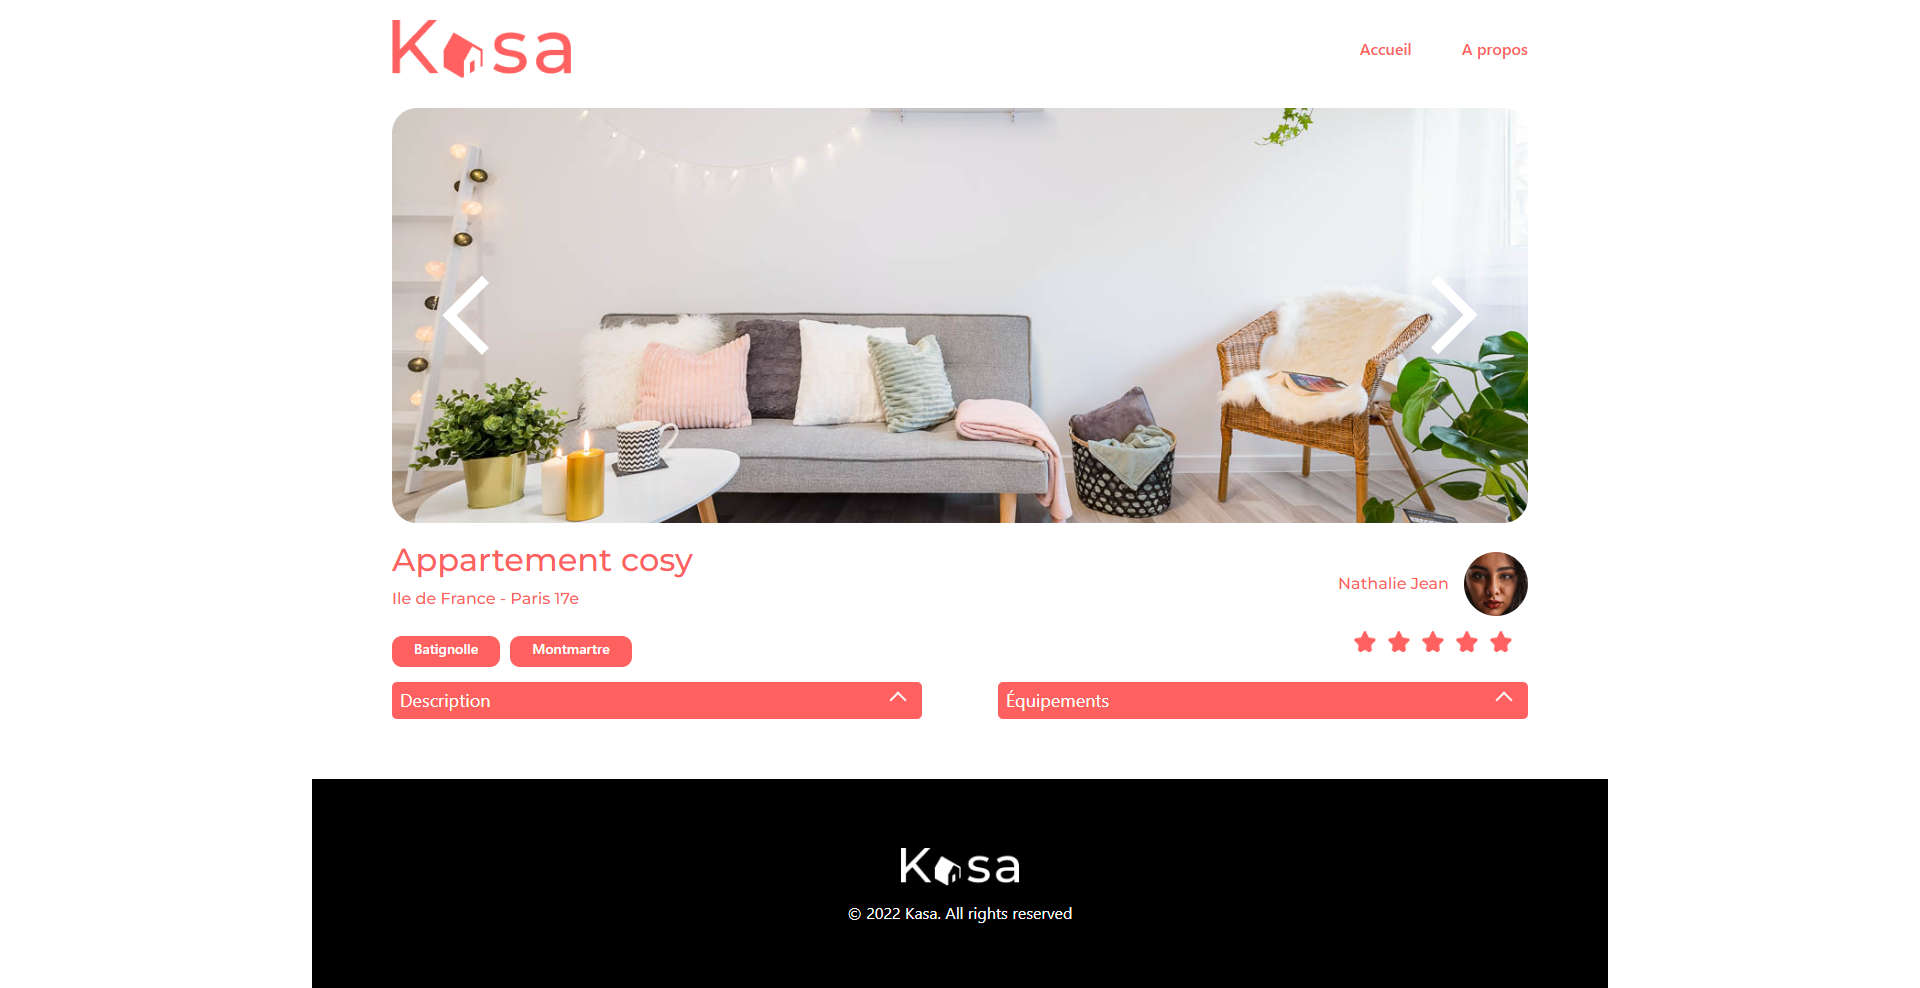 Kasa
Accueil
A propos
Appartement cosy
Nathalie Jean
Ile de France - Paris 17e
Batignolle
Montmartre
Description
Équipements
Kasa
© 2022 Kasa. All rights reserved